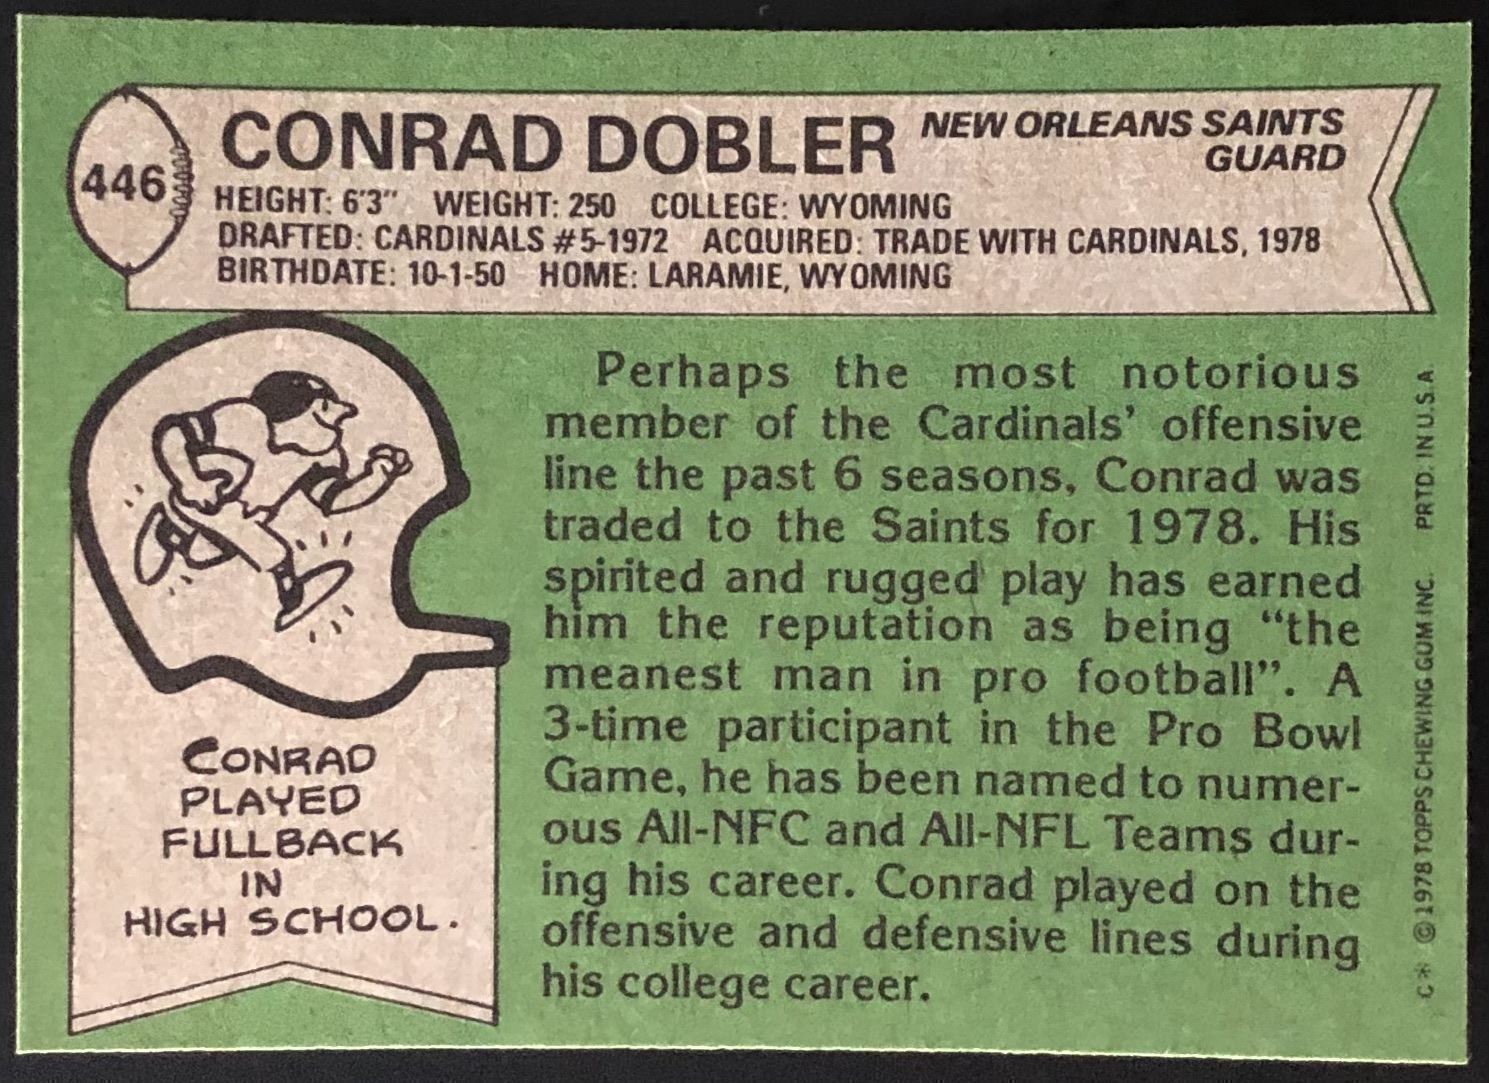 446
CONRAD DOBLER
NEW ORLEANS SAINTS
GUARD
HEIGHT: 6'3" WEIGHT: 250 COLLEGE: WYOMING
DRAFTED: CARDINALS #5-1972 ACQUIRED: TRADE WITH CARDINALS, 1978
BIRTHDATE: 10-1-50 HOME: LARAMIE, WYOMING
CONRAD
PLAYED
FULLBACK
IN
HIGH SCHOOL.
Perhaps the most notorious
member of the Cardinals' offensive
line the past 6 seasons, Conrad was
traded to the Saints for 1978. His
spirited and rugged play has earned
him the reputation as being "the
meanest man in pro football". A
3-time participant in the Pro Bowl
Game, he has been named to numer-
ous All-NFC and All-NFL Teams dur-
ing his career. Conrad played on the
offensive and defensive lines during
his college career.
C* © 1978 TOPPS CHEWING GUM INC. PRTD. IN U.S.A.